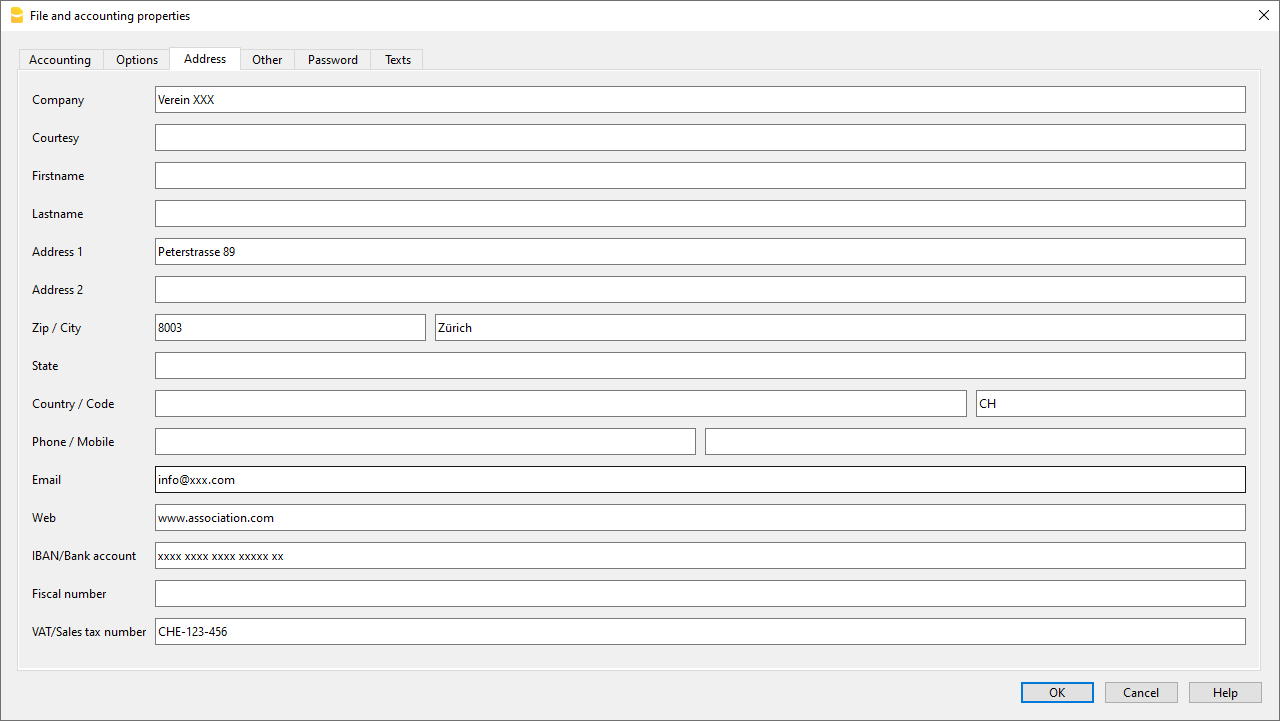 File and accounting properties
Accounting Options Address Other Password Texts
Company Verein XXX
Courtesy
Firstname
Lastname
Address 1 Peterstrasse 89
Address 2
Zip / City 8003 Zürich
State
Country / Code CH
Phone / Mobile
Email info@xxx.com
Web www.association.com
IBAN/Bank account xxxx xxxx xxxx xxxxx xx
Fiscal number
VAT/Sales tax number CHE-123-456
OK Cancel Help